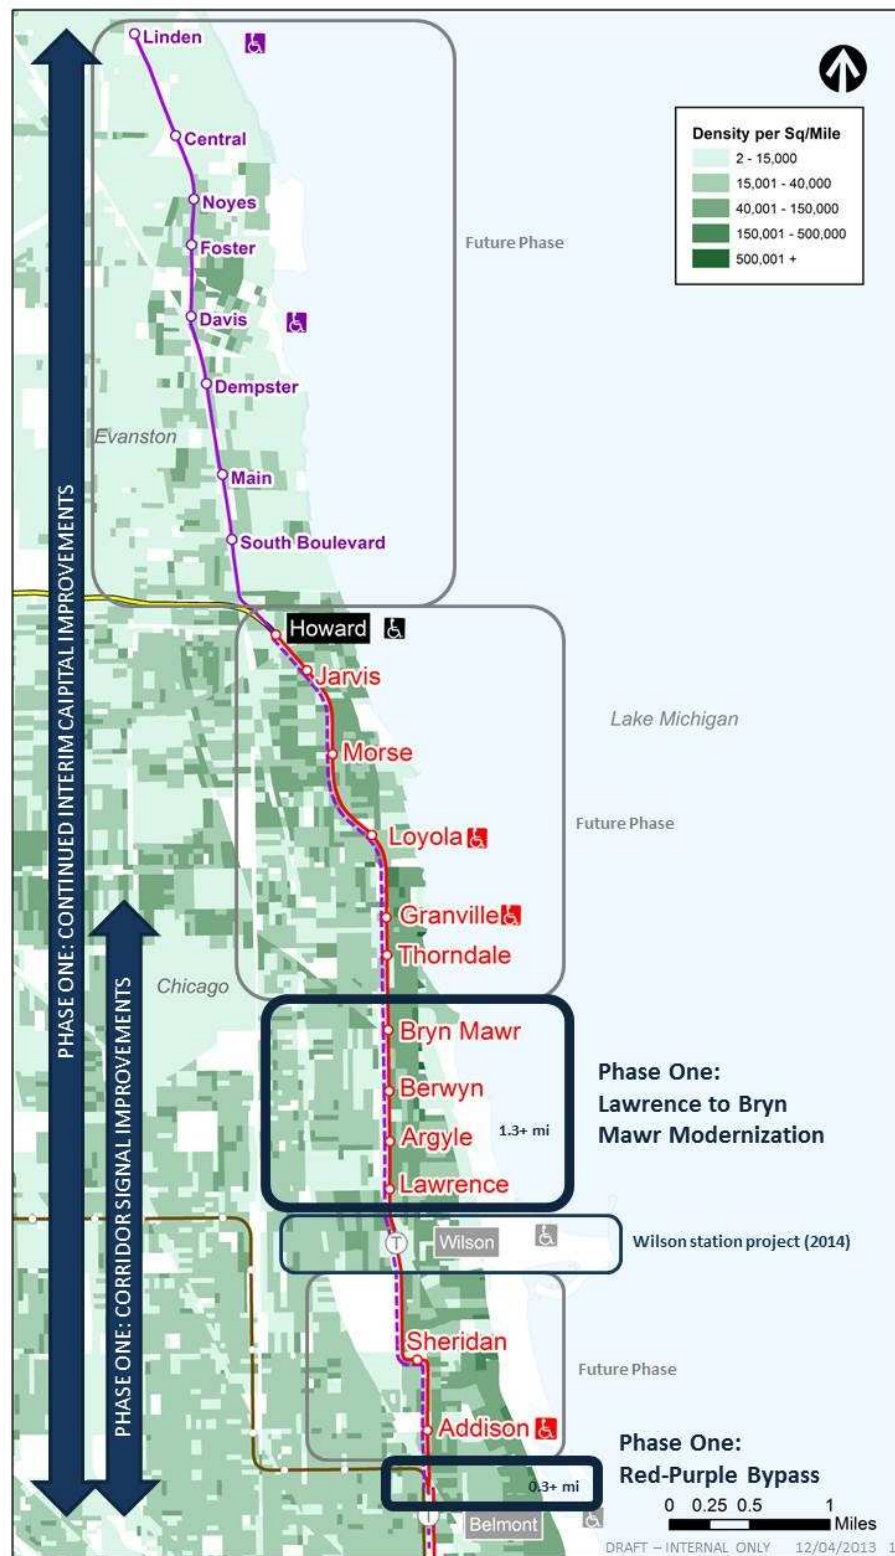 Linden
Central
Noyes
Foster
Davis
Dempster
Evanston
Main
South Boulevard
Future Phase
Density per Sq/Mile
2 - 15,000
15,001 - 40,000
40,001 - 150,000
150,001 - 500,000
500,001 +
PHASE ONE: CONTINUED INTERIM CAIPITAL IMPROVEMENTS
Howard
Jarvis
Morse
Lake Michigan
Loyola
Future Phase
Granville
Thorndale
Chicago
PHASE ONE: CORRIDOR SIGNAL IMPROVEMENTS
Bryn Mawr
Berwyn
Argyle
1.3+ mi
Lawrence
Phase One:
Lawrence to Bryn
Mawr Modernization
T
Wilson
Wilson station project (2014)
Sheridan
Future Phase
Addison
Phase One:
Red-Purple Bypass
0.3+ mi
T
Belmont
0 0.25 0.5 1
Miles
DRAFT – INTERNAL ONLY 12/04/2013